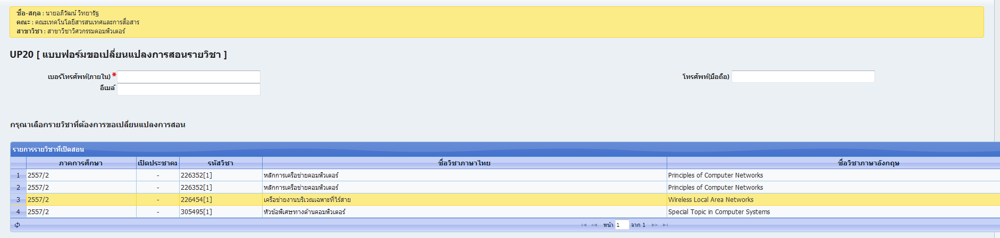 ชื่อ-สกุล : นายอภิวัฒน์ วิทยารัฐ
คณะ : คณะเทคโนโลยีสารสนเทศและการสื่อสาร
สาขาวิชา : สาขาวิชาวิศวกรรมคอมพิวเตอร์
UP20 [ แบบฟอร์มขอเปลี่ยนแปลงการสอนรายวิชา ]
เบอร์โทรศัพท์(ภายใน) * โทรศัพท์(มือถือ)
อีเมล์
กรุณาเลือกรายวิชาที่ต้องการขอเปลี่ยนแปลงการสอน
รายการรายวิชาที่เปิดสอน
ภาคการศึกษา เปิดประชาคม รหัสวิชา ชื่อวิชาภาษาไทย ชื่อวิชาภาษาอังกฤษ
1 2557/2 - 226352[1] หลักการเครือข่ายคอมพิวเตอร์ Principles of Computer Networks
2 2557/2 - 226352[1] หลักการเครือข่ายคอมพิวเตอร์ Principles of Computer Networks
3 2557/2 - 226454[1] เครือข่ายงานบริเวณเฉพาะที่ไร้สาย Wireless Local Area Networks
4 2557/2 - 305495[1] หัวข้อพิเศษทางด้านคอมพิวเตอร์ Special Topic in Computer Systems
หน้า 1 จาก 1